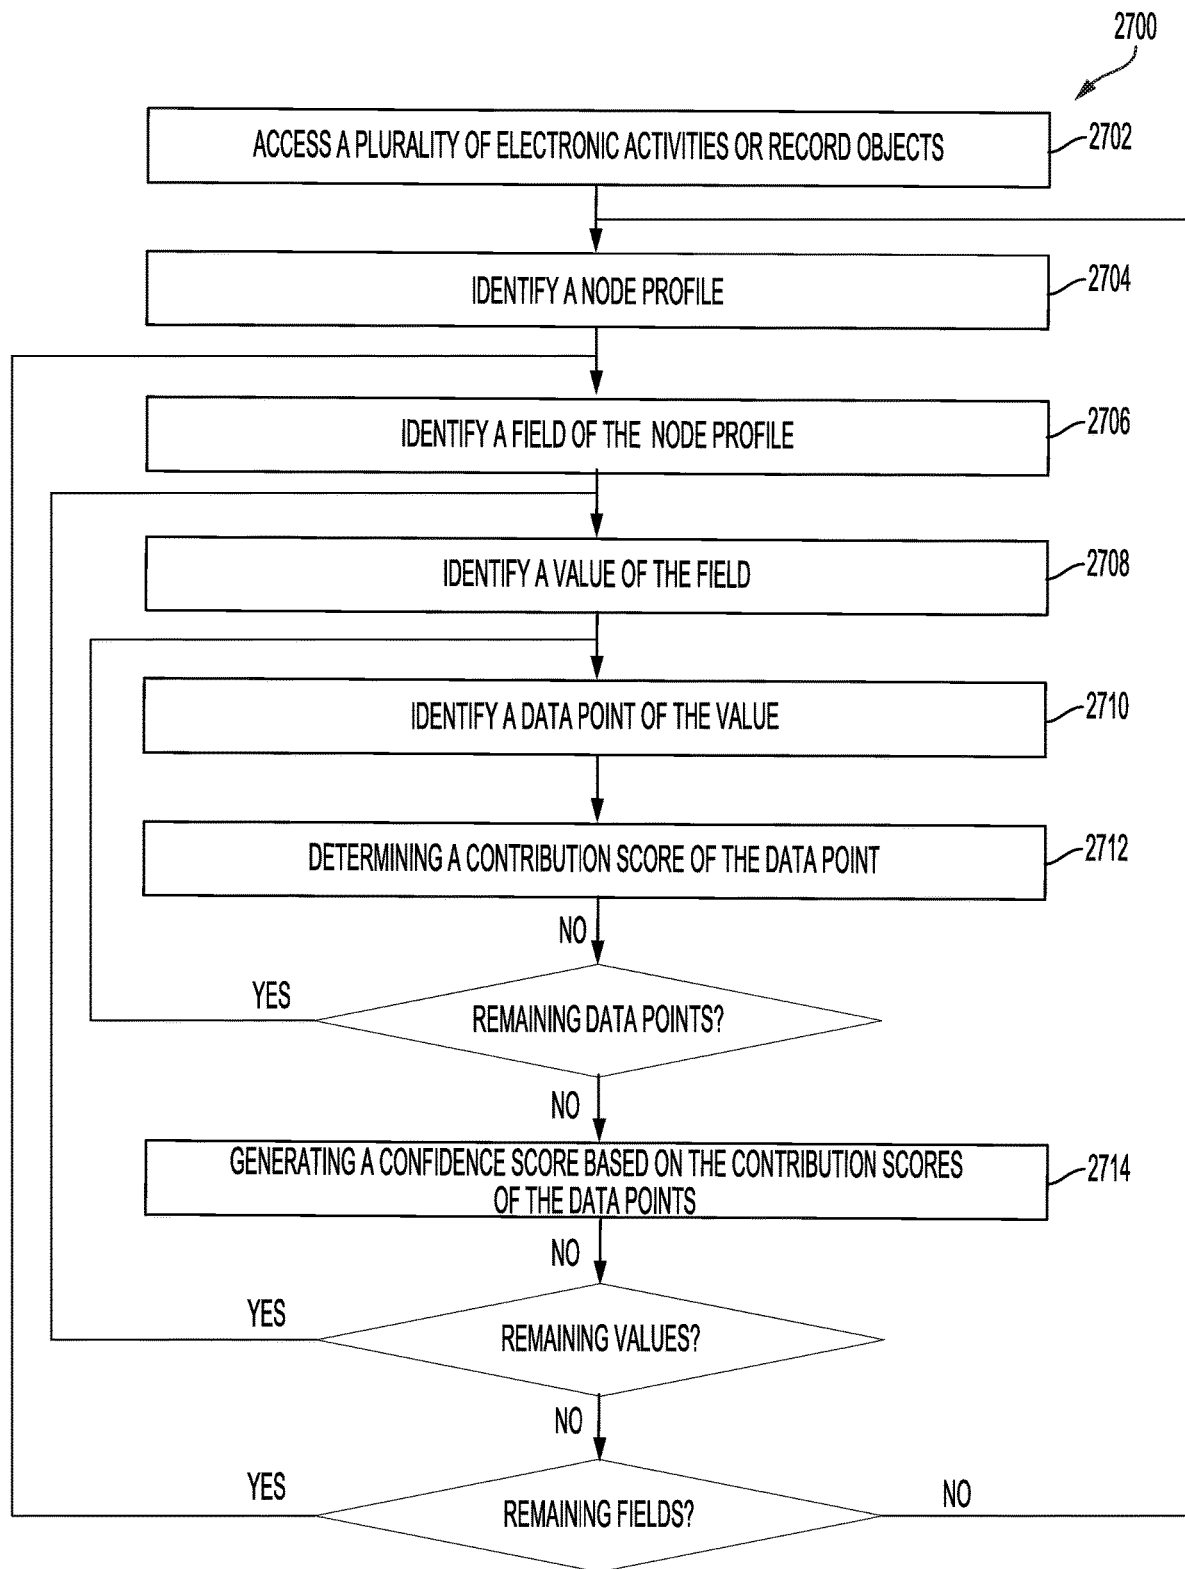 2700
ACCESS A PLURALITY OF ELECTRONIC ACTIVITIES OR RECORD OBJECTS
2702
IDENTIFY A NODE PROFILE
2704
IDENTIFY A FIELD OF THE NODE PROFILE
2706
IDENTIFY A VALUE OF THE FIELD
2708
IDENTIFY A DATA POINT OF THE VALUE
2710
DETERMINING A CONTRIBUTION SCORE OF THE DATA POINT
2712
NO
YES
REMAINING DATA POINTS?
NO
GENERATING A CONFIDENCE SCORE BASED ON THE CONTRIBUTION SCORES
OF THE DATA POINTS
2714
NO
YES
REMAINING VALUES?
NO
YES
REMAINING FIELDS?
NO